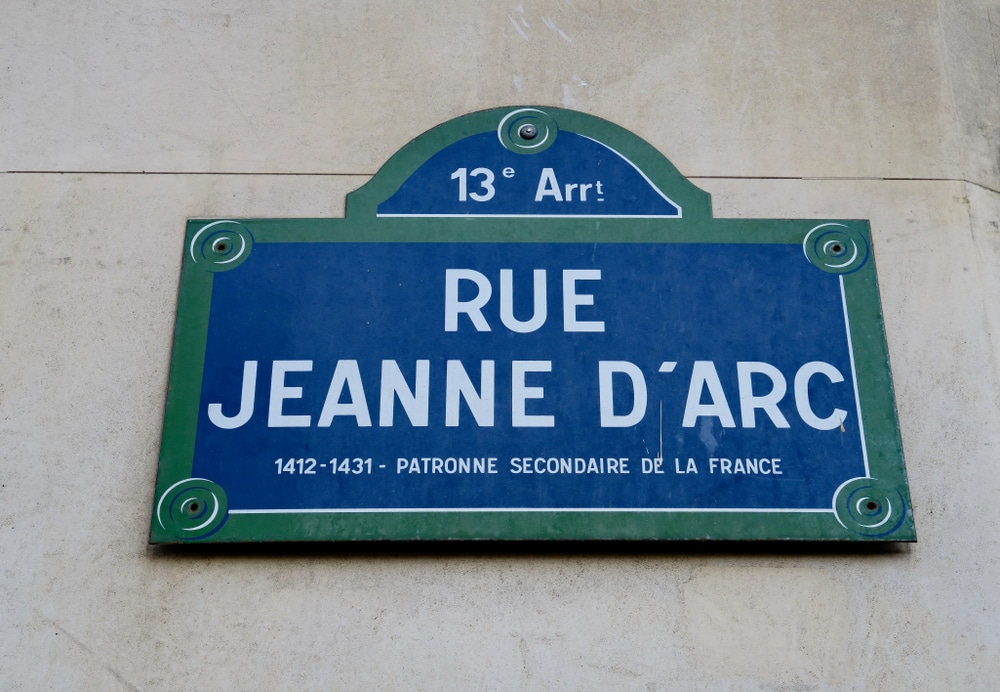 13e Arrt
RUE
JEANNE D'ARC
1412-1431 - PATRONNE SECONDAIRE DE LA FRANCE